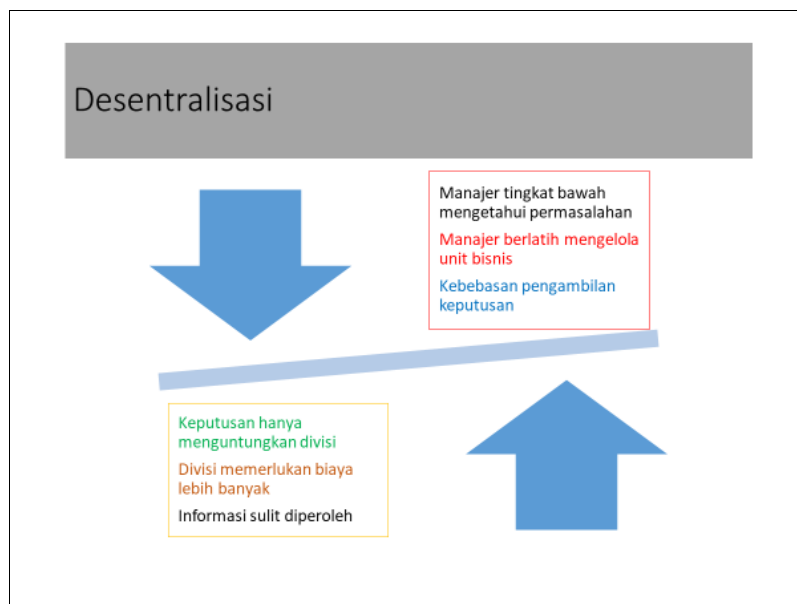 Desentralisasi
Manajer tingkat bawah
mengetahui permasalahan
Manajer berlatih mengelola
unit bisnis
Kebebasan pengambilan
keputusan
Keputusan hanya
menguntungkan divisi
Divisi memerlukan biaya
lebih banyak
Informasi sulit diperoleh